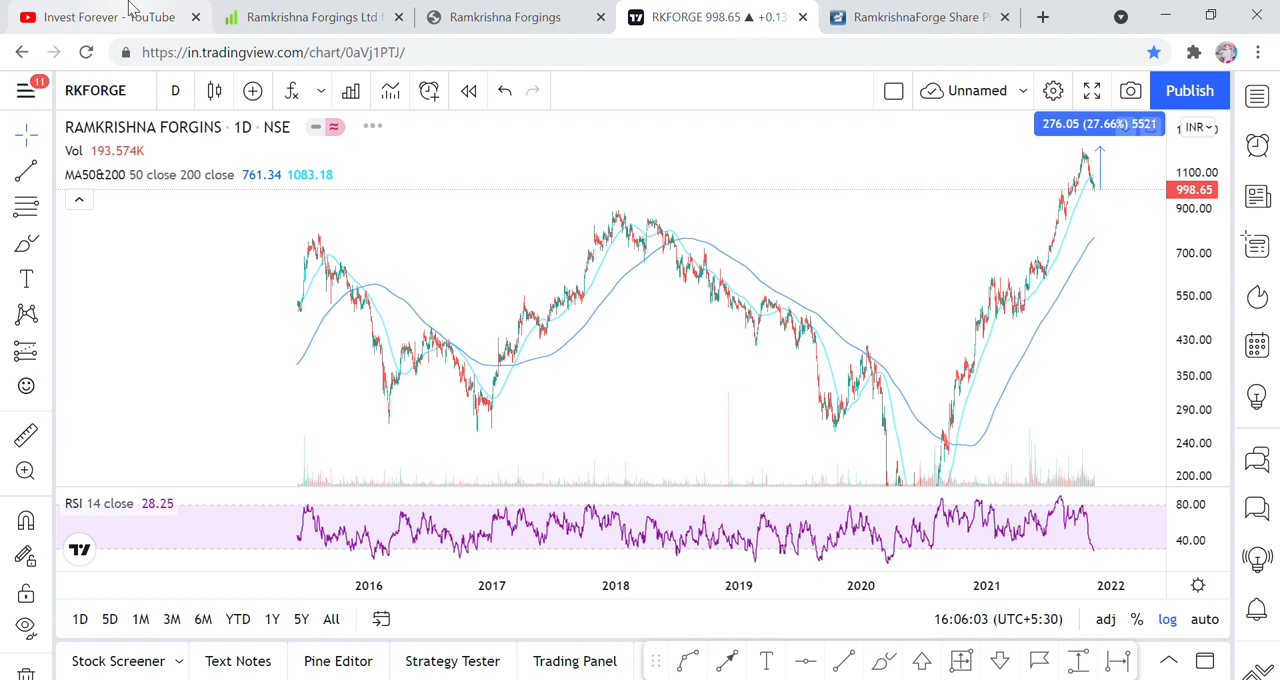 Invest Forever - YouTube
Ramkrishna Forgings Ltd f
Ramkrishna Forgings
RKFORGE 998.65 ▲ +0.13
RamkrishnaForge Share P
https://in.tradingview.com/chart/0aVj1PTJ/
11
RKFORGE
D
Unnamed
Publish
RAMKRISHNA FORGINS · 1D · NSE
276.05 (27.66%) 5521
INR
Vol 193.574K
MA50&200 50 close 200 close 761.34 1083.18
1100.00
998.65
900.00
700.00
550.00
430.00
350.00
290.00
240.00
200.00
RSI 14 close 28.25
80.00
40.00
2016 2017 2018 2019 2020 2021 2022
1D 5D 1M 3M 6M YTD 1Y 5Y All
16:06:03 (UTC+5:30)
adj % log auto
Stock Screener
Text Notes
Pine Editor
Strategy Tester
Trading Panel